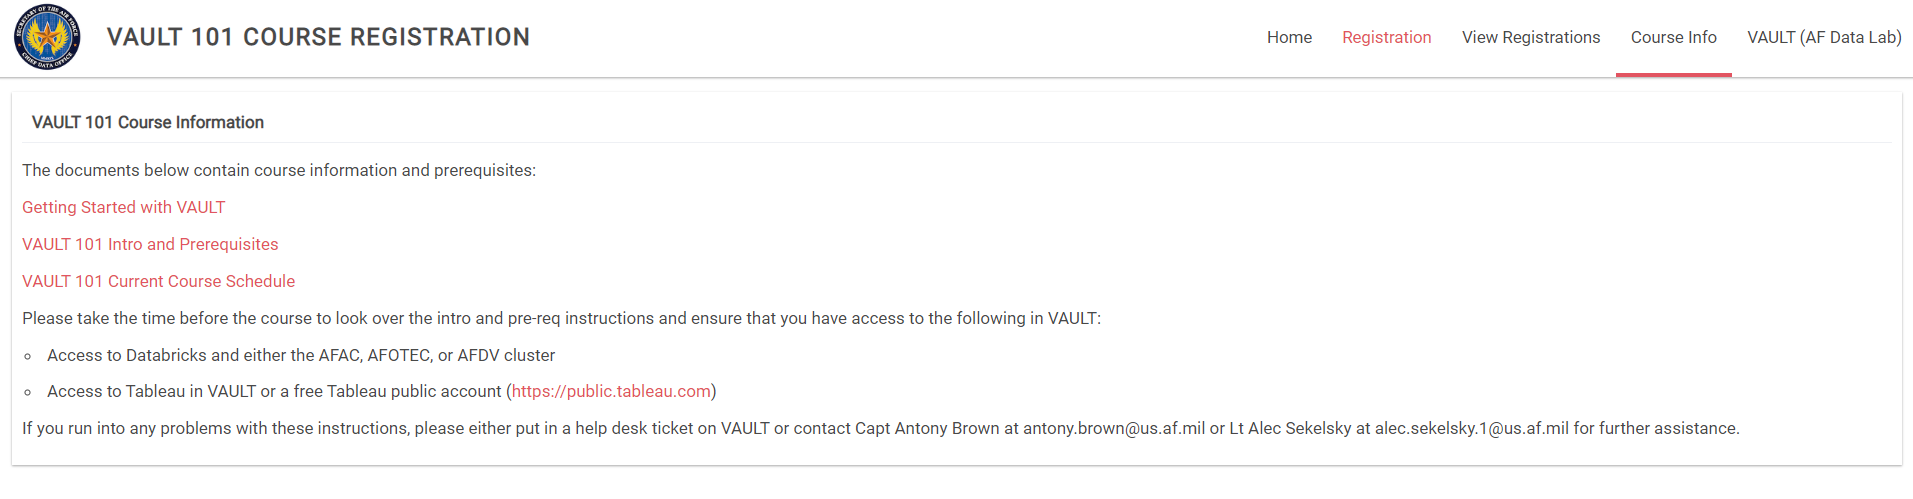 SECRETARY OF THE AIR FORCE
CHIEF DATA OFFICE
VAULT 101 COURSE REGISTRATION
Home
Registration
View Registrations
Course Info
VAULT (AF Data Lab)
VAULT 101 Course Information
The documents below contain course information and prerequisites:
Getting Started with VAULT
VAULT 101 Intro and Prerequisites
VAULT 101 Current Course Schedule
Please take the time before the course to look over the intro and pre-req instructions and ensure that you have access to the following in VAULT:
Access to Databricks and either the AFAC, AFOTEC, or AFDV cluster
Access to Tableau in VAULT or a free Tableau public account (https://public.tableau.com)
If you run into any problems with these instructions, please either put in a help desk ticket on VAULT or contact Capt Antony Brown at antony.brown@us.af.mil or Lt Alec Sekelsky at alec.sekelsky.1@us.af.mil for further assistance.